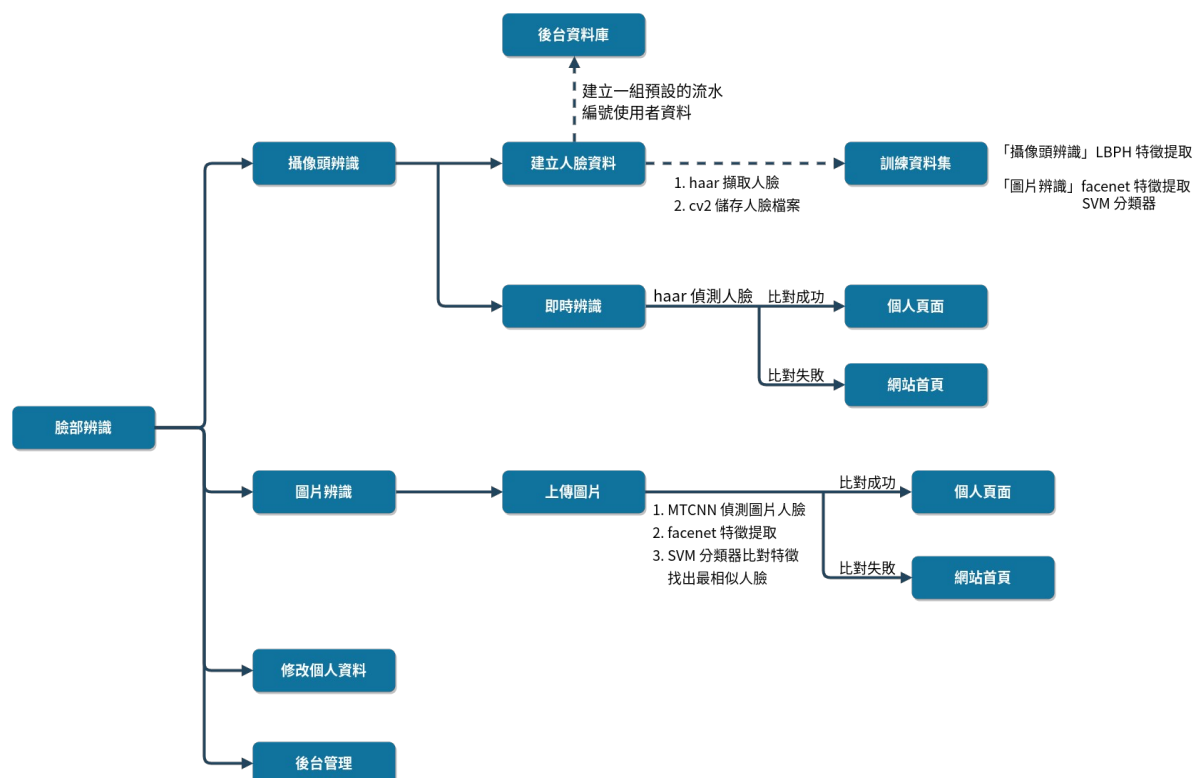 後台資料庫
建立一組預設的流水
編號使用者資料
攝像頭辨識
建立人臉資料
訓練資料集
「攝像頭辨識」LBPH 特徵提取
「圖片辨識」facenet 特徵提取
SVM 分類器
1. haar 擷取人臉
2. cv2 儲存人臉檔案
即時辨識
haar 偵測人臉
比對成功
個人頁面
比對失敗
網站首頁
臉部辨識
圖片辨識
上傳圖片
比對成功
個人頁面
1. MTCNN 偵測圖片人臉
2. facenet 特徵提取
3. SVM 分類器比對特徵
找出最相似人臉
比對失敗
網站首頁
修改個人資料
後台管理